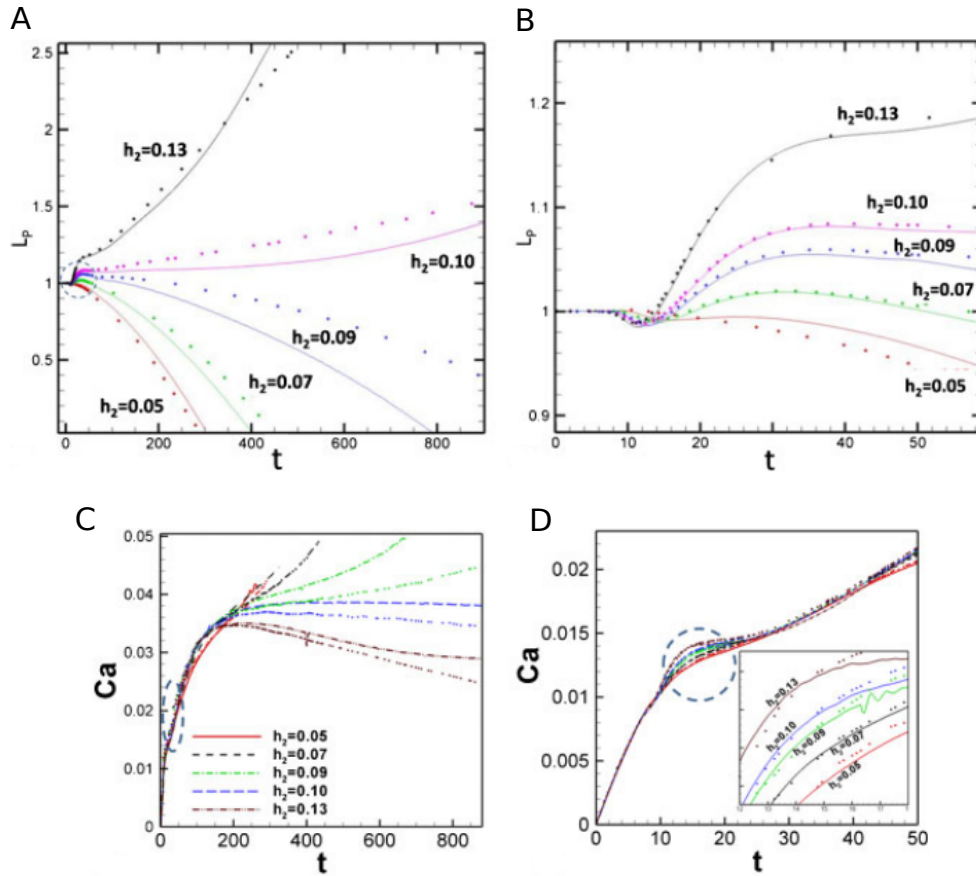 A
2.5
2
1.5
1
0.5
L_P
0
200
400
600
800
t
h₂=0.13
h₂=0.10
h₂=0.09
h₂=0.07
h₂=0.05
B
1.2
1.1
1
0.9
L_P
0
10
20
30
40
50
t
h₂=0.13
h₂=0.10
h₂=0.09
h₂=0.07
h₂=0.05
C
0.05
0.04
0.03
0.02
0.01
0
Ca
0
200
400
600
800
t
h₂=0.05
h₂=0.07
h₂=0.09
h₂=0.10
h₂=0.13
D
0.02
0.015
0.01
0.005
0
Ca
0
10
20
30
40
50
t
h₂=0.13
h₂=0.10
h₂=0.09
h₂=0.07
h₂=0.05